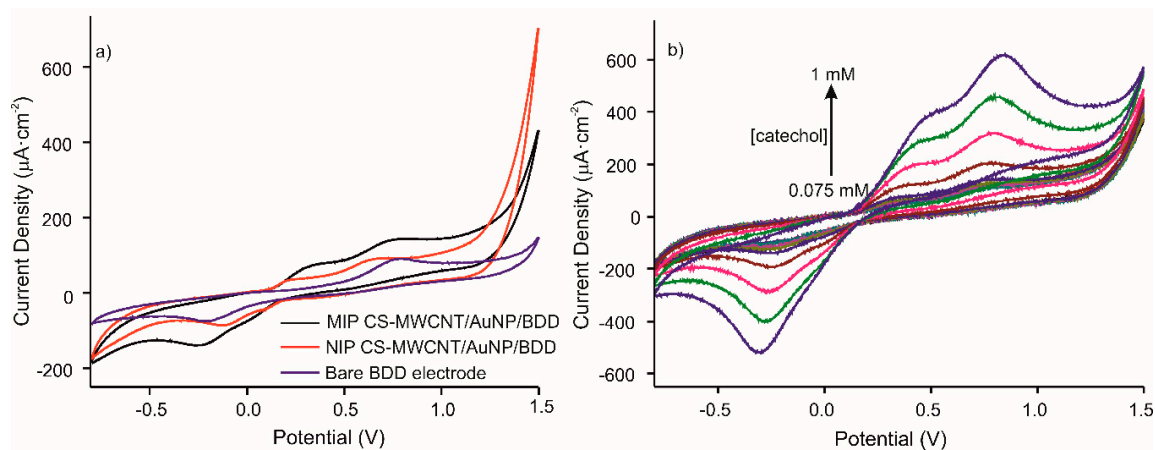 a)
Current Density (µA·cm⁻²)
600
400
200
0
-200
-0.5
0.0
0.5
1.0
1.5
Potential (V)
MIP CS-MWCNT/AuNP/BDD
NIP CS-MWCNT/AuNP/BDD
Bare BDD electrode
b)
Current Density (µA·cm⁻²)
600
400
200
0
-200
-400
-600
-0.5
0.0
0.5
1.0
1.5
Potential (V)
1 mM
[catechol]
0.075 mM